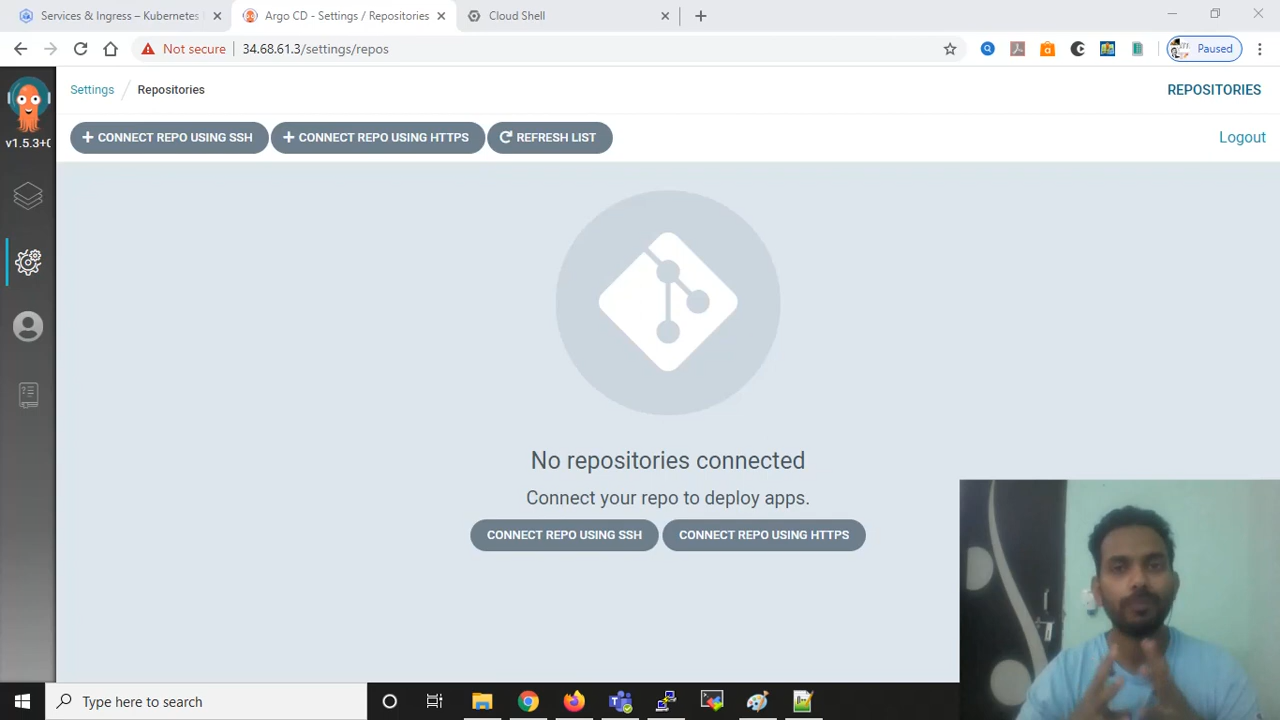 Services & Ingress – Kubernetes
Argo CD - Settings / Repositories
Cloud Shell
Not secure
34.68.61.3/settings/repos
Paused
Settings
Repositories
REPOSITORIES
CONNECT REPO USING SSH
CONNECT REPO USING HTTPS
REFRESH LIST
Logout
v1.5.3+0
No repositories connected
Connect your repo to deploy apps.
CONNECT REPO USING SSH
CONNECT REPO USING HTTPS
Type here to search